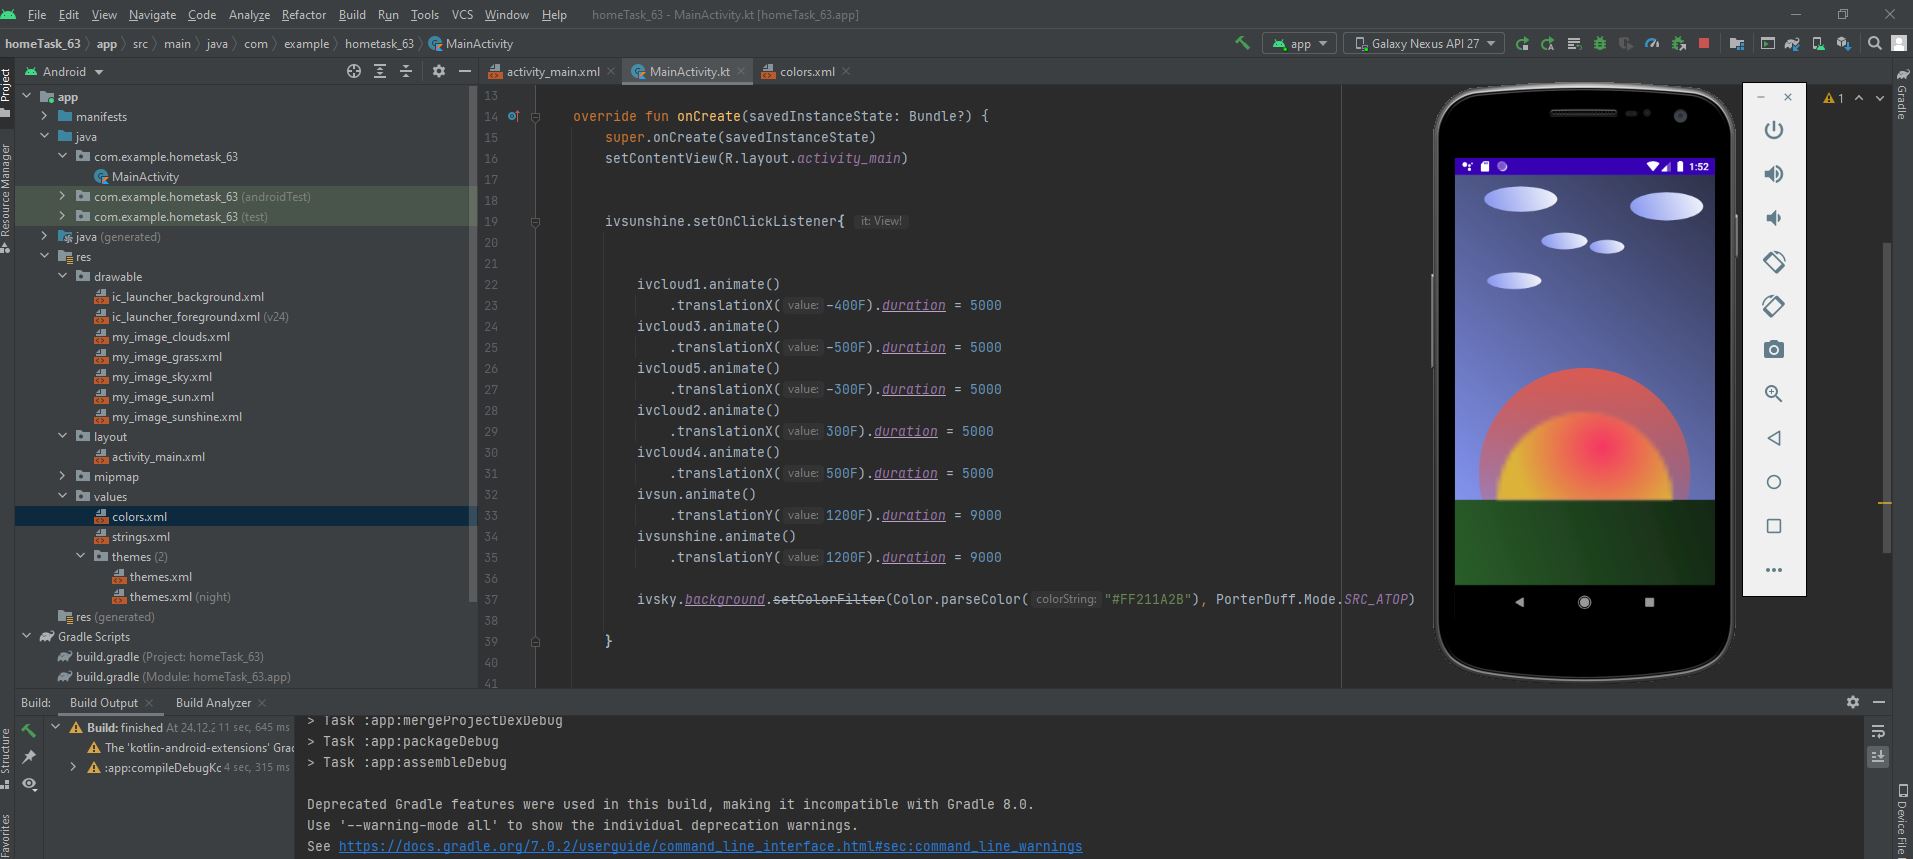 File Edit View Navigate Code Analyze Refactor Build Run Tools VCS Window Help homeTask_63 - MainActivity.kt [homeTask_63.app]
homeTask_63 app src main java com example hometask_63 MainActivity app Galaxy Nexus API 27
Project
Android
activity_main.xml MainActivity.kt colors.xml
Gradle
Resource Manager
app
manifests
java
com.example.hometask_63
MainActivity
com.example.hometask_63 (androidTest)
com.example.hometask_63 (test)
java (generated)
res
drawable
ic_launcher_background.xml
ic_launcher_foreground.xml (v24)
my_image_clouds.xml
my_image_grass.xml
my_image_sky.xml
my_image_sun.xml
my_image_sunshine.xml
layout
activity_main.xml
mipmap
values
colors.xml
strings.xml
themes (2)
themes.xml
themes.xml (night)
res (generated)
Gradle Scripts
build.gradle (Project: homeTask_63)
build.gradle (Module: homeTask_63.app)
13
14 override fun onCreate(savedInstanceState: Bundle?) {
15 super.onCreate(savedInstanceState)
16 setContentView(R.layout.activity_main)
17
18
19 ivsunshine.setOnClickListener{ it: View!
20
21
22 ivcloud1.animate()
23 .translationX( value: -400F).duration = 5000
24 ivcloud3.animate()
25 .translationX( value: -500F).duration = 5000
26 ivcloud5.animate()
27 .translationX( value: -300F).duration = 5000
28 ivcloud2.animate()
29 .translationX( value: 300F).duration = 5000
30 ivcloud4.animate()
31 .translationX( value: 500F).duration = 5000
32 ivsun.animate()
33 .translationY( value: 1200F).duration = 9000
34 ivsunshine.animate()
35 .translationY( value: 1200F).duration = 9000
36
37 ivsky.background.setColorFilter(Color.parseColor( colorString: "#FF211A2B"), PorterDuff.Mode.SRC_ATOP)
38
39 }
40
41
1
1:52
Build: Build Output Build Analyzer
Structure
Favorites
Build: finished At 24.12.2 11 sec, 645 ms
The 'kotlin-android-extensions' Grad
:app:compileDebugKo 4 sec, 315 ms
> Task :app:mergeProjectDexDebug
> Task :app:packageDebug
> Task :app:assembleDebug
Deprecated Gradle features were used in this build, making it incompatible with Gradle 8.0.
Use '--warning-mode all' to show the individual deprecation warnings.
See https://docs.gradle.org/7.0.2/userguide/command_line_interface.html#sec:command_line_warnings
Device File